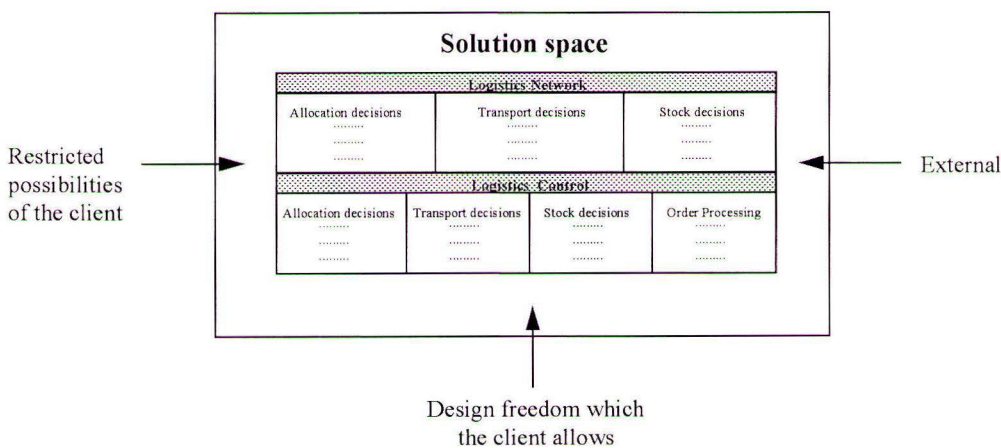 Solution space
Logistics Network
Allocation decisions
Transport decisions
Stock decisions
.........
.........
.........
.........
.........
.........
.........
.........
.........
Logistics Control
Allocation decisions
Transport decisions
Stock decisions
Order Processing
.........
.........
.........
.........
.........
.........
.........
.........
.........
.........
.........
.........
Restricted
possibilities
of the client
External
Design freedom which
the client allows